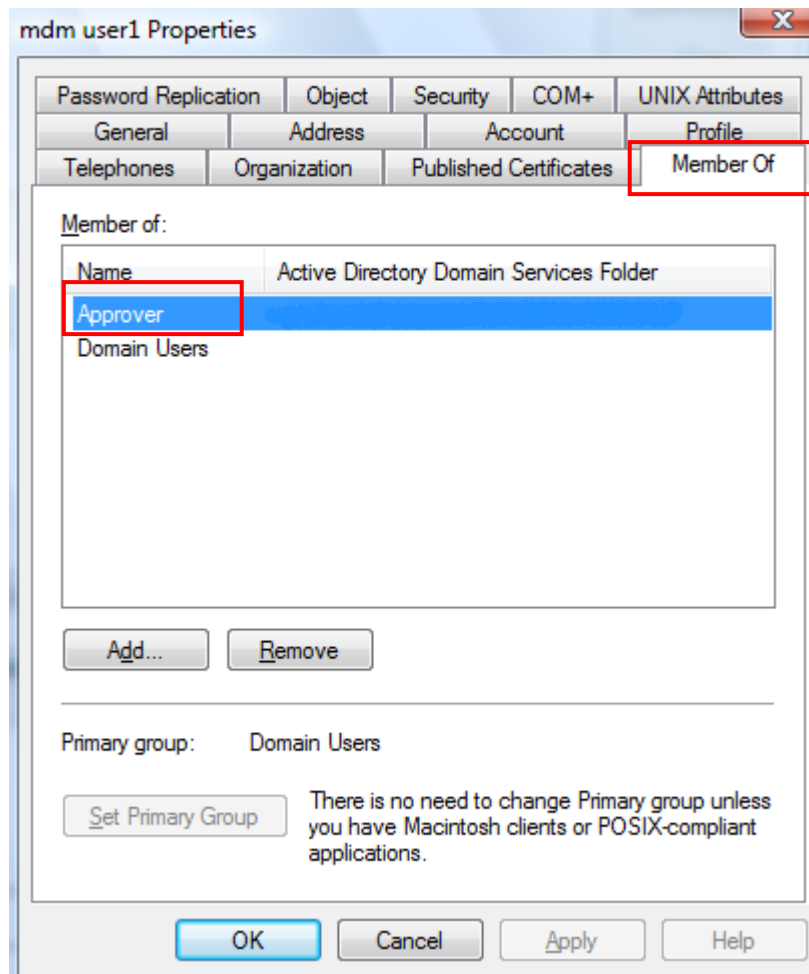 mdm user1 Properties
Password Replication Object Security COM+ UNIX Attributes
General Address Account Profile
Telephones Organization Published Certificates Member Of
Member of:
Name Active Directory Domain Services Folder
Approver
Domain Users
Add... Remove
Primary group: Domain Users
Set Primary Group
There is no need to change Primary group unless
you have Macintosh clients or POSIX-compliant
applications.
OK Cancel Apply Help